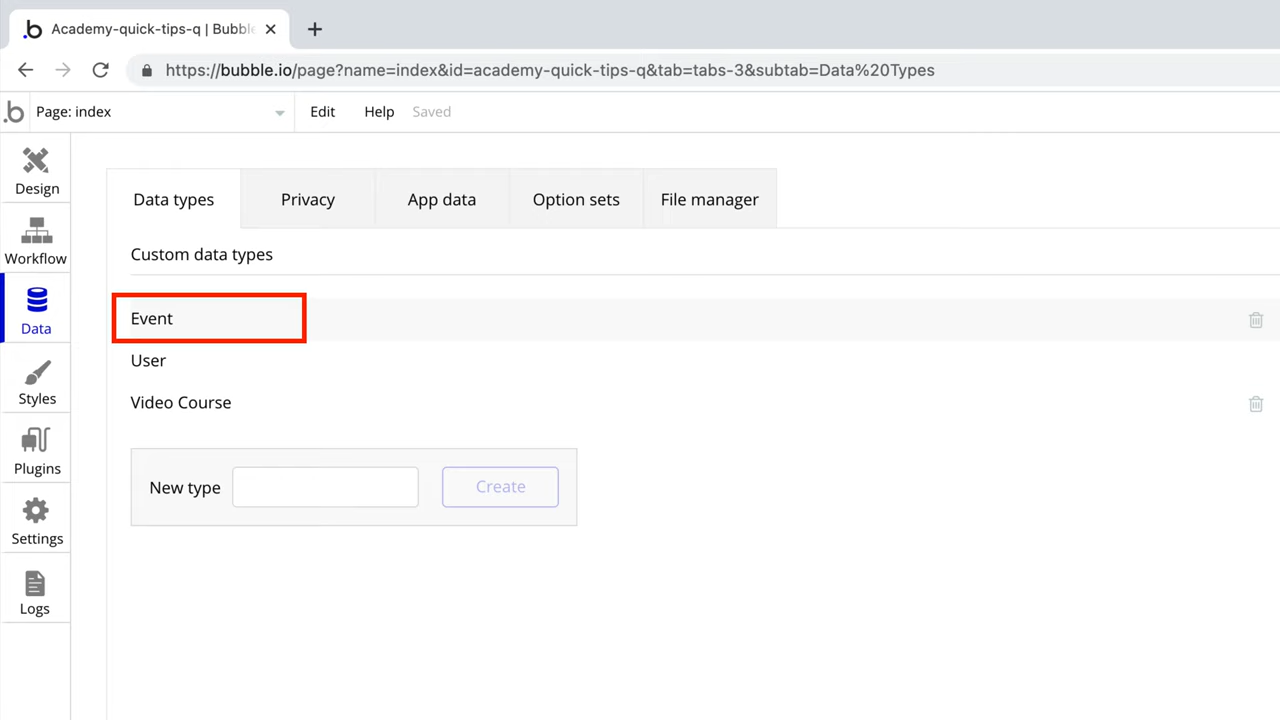 Academy-quick-tips-q | Bubble
https://bubble.io/page?name=index&id=academy-quick-tips-q&tab=tabs-3&subtab=Data%20Types
b Page: index Edit Help Saved
Design
Workflow
Data
Styles
Plugins
Settings
Logs
Data types Privacy App data Option sets File manager
Custom data types
Event
User
Video Course
New type Create